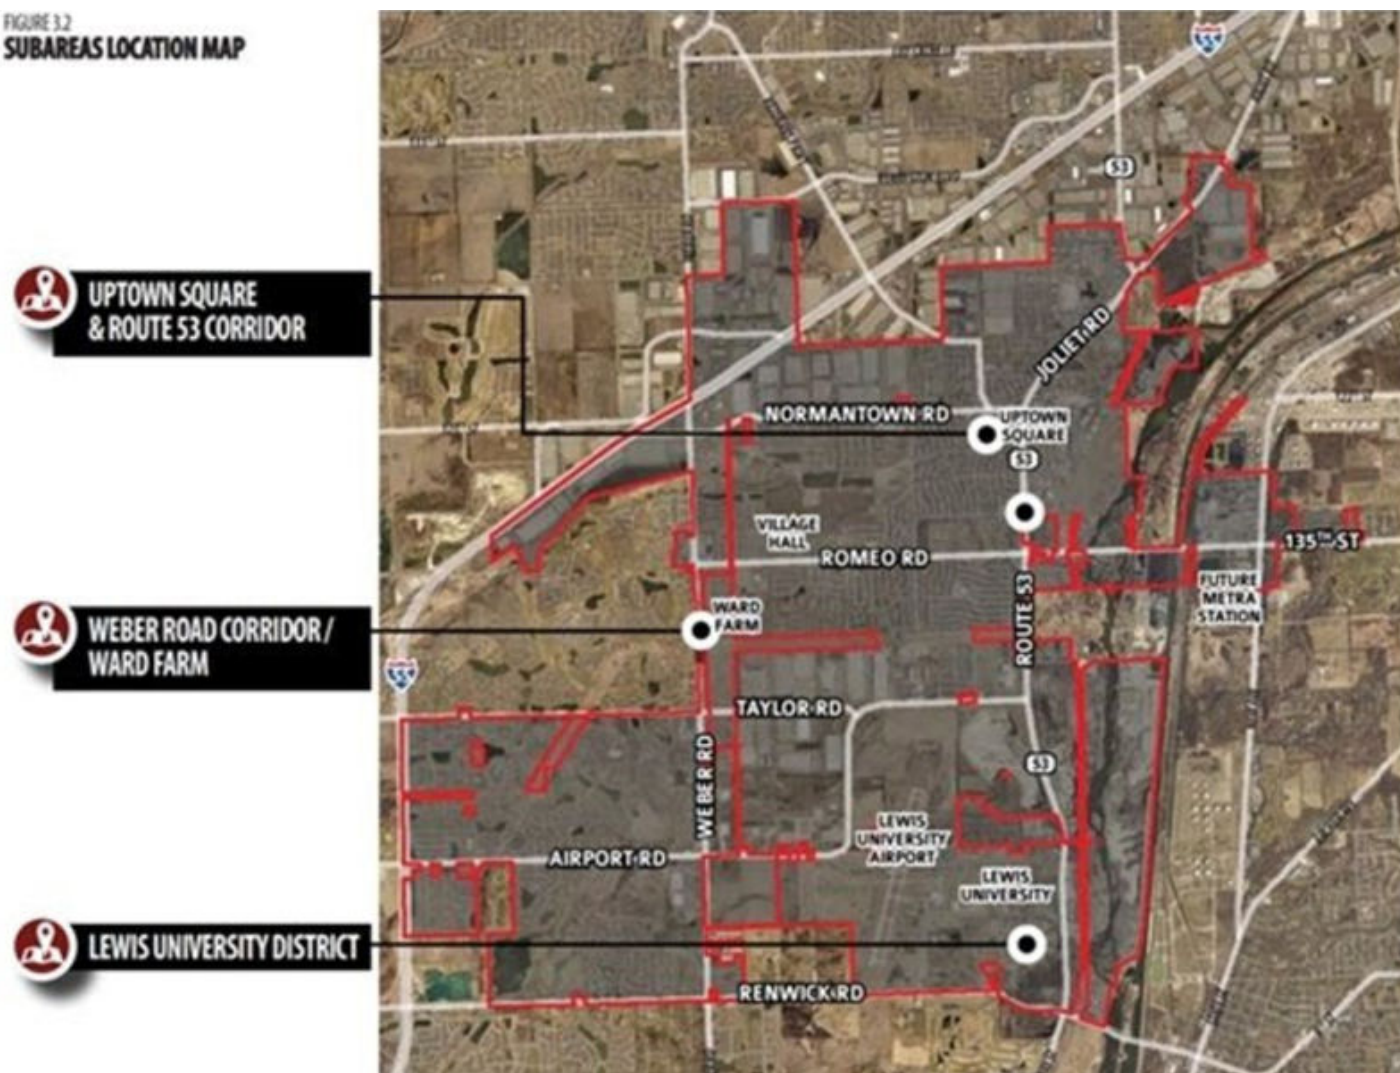 FIGURE 3.2
SUBAREAS LOCATION MAP
UPTOWN SQUARE
& ROUTE 53 CORRIDOR
WEBER ROAD CORRIDOR /
WARD FARM
LEWIS UNIVERSITY DISTRICT
55
53
JOLIET RD
NORMANTOWN RD
UPTOWN
SQUARE
53
VILLAGE
HALL
ROMEO RD
135TH ST
WARD
FARM
ROUTE 53
FUTURE
METRA
STATION
55
TAYLOR RD
WEBER RD
53
LEWIS
UNIVERSITY
AIRPORT
AIRPORT RD
LEWIS
UNIVERSITY
RENWICK RD